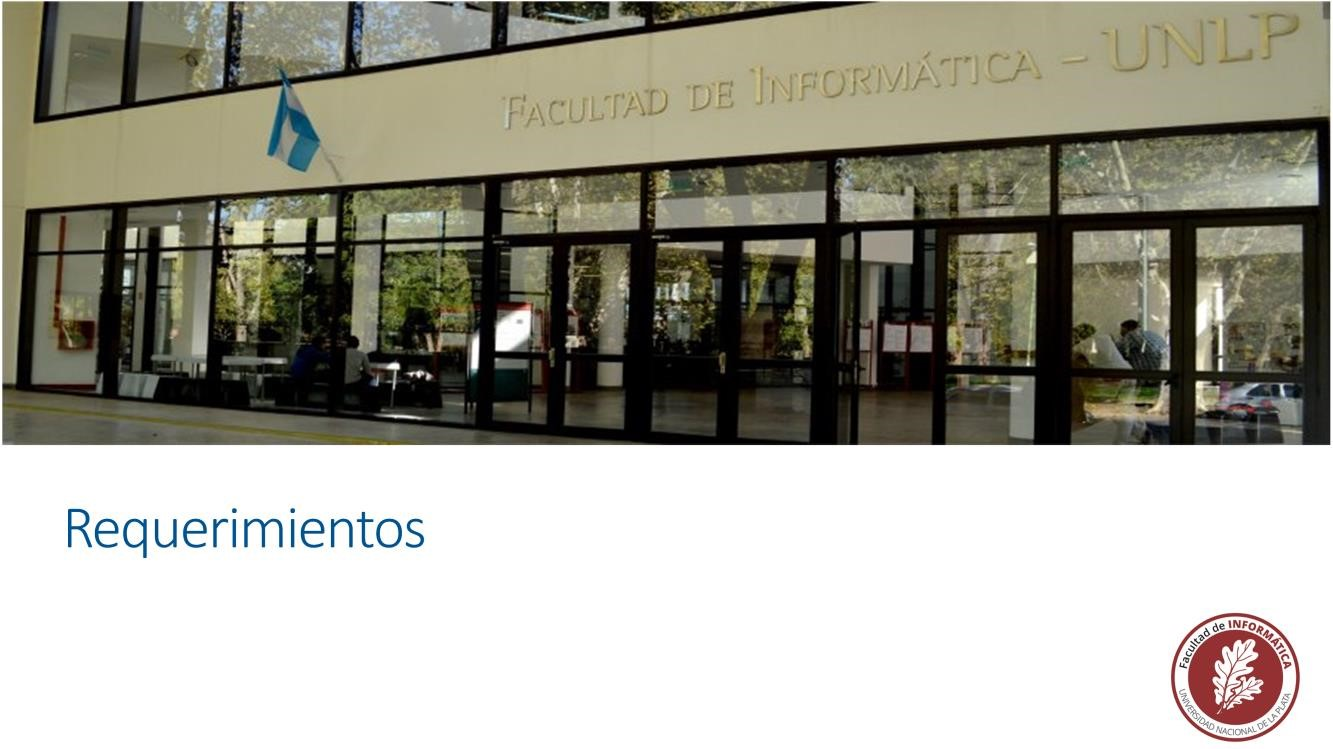 FACULTAD DE INFORMÁTICA – UNLP
Requerimientos
Facultad de INFORMÁTICA
UNIVERSIDAD NACIONAL DE LA PLATA